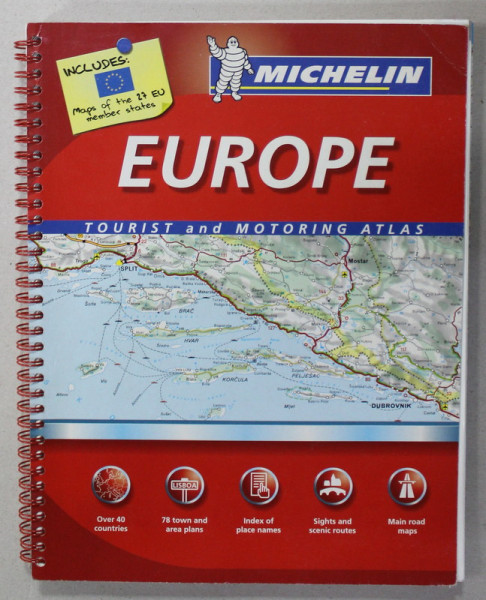 INCLUDES:
Maps of the 27 EU
member states
MICHELIN
EUROPE
TOURIST and MOTORING ATLAS
SPLIT
Mostar
BRAČ
HVAR
KORČULA
PELJEŠAC
Mljet
DUBROVNIK
LISBOA
Over 40
countries
78 town and
area plans
Index of
place names
Sights and
scenic routes
Main road
maps